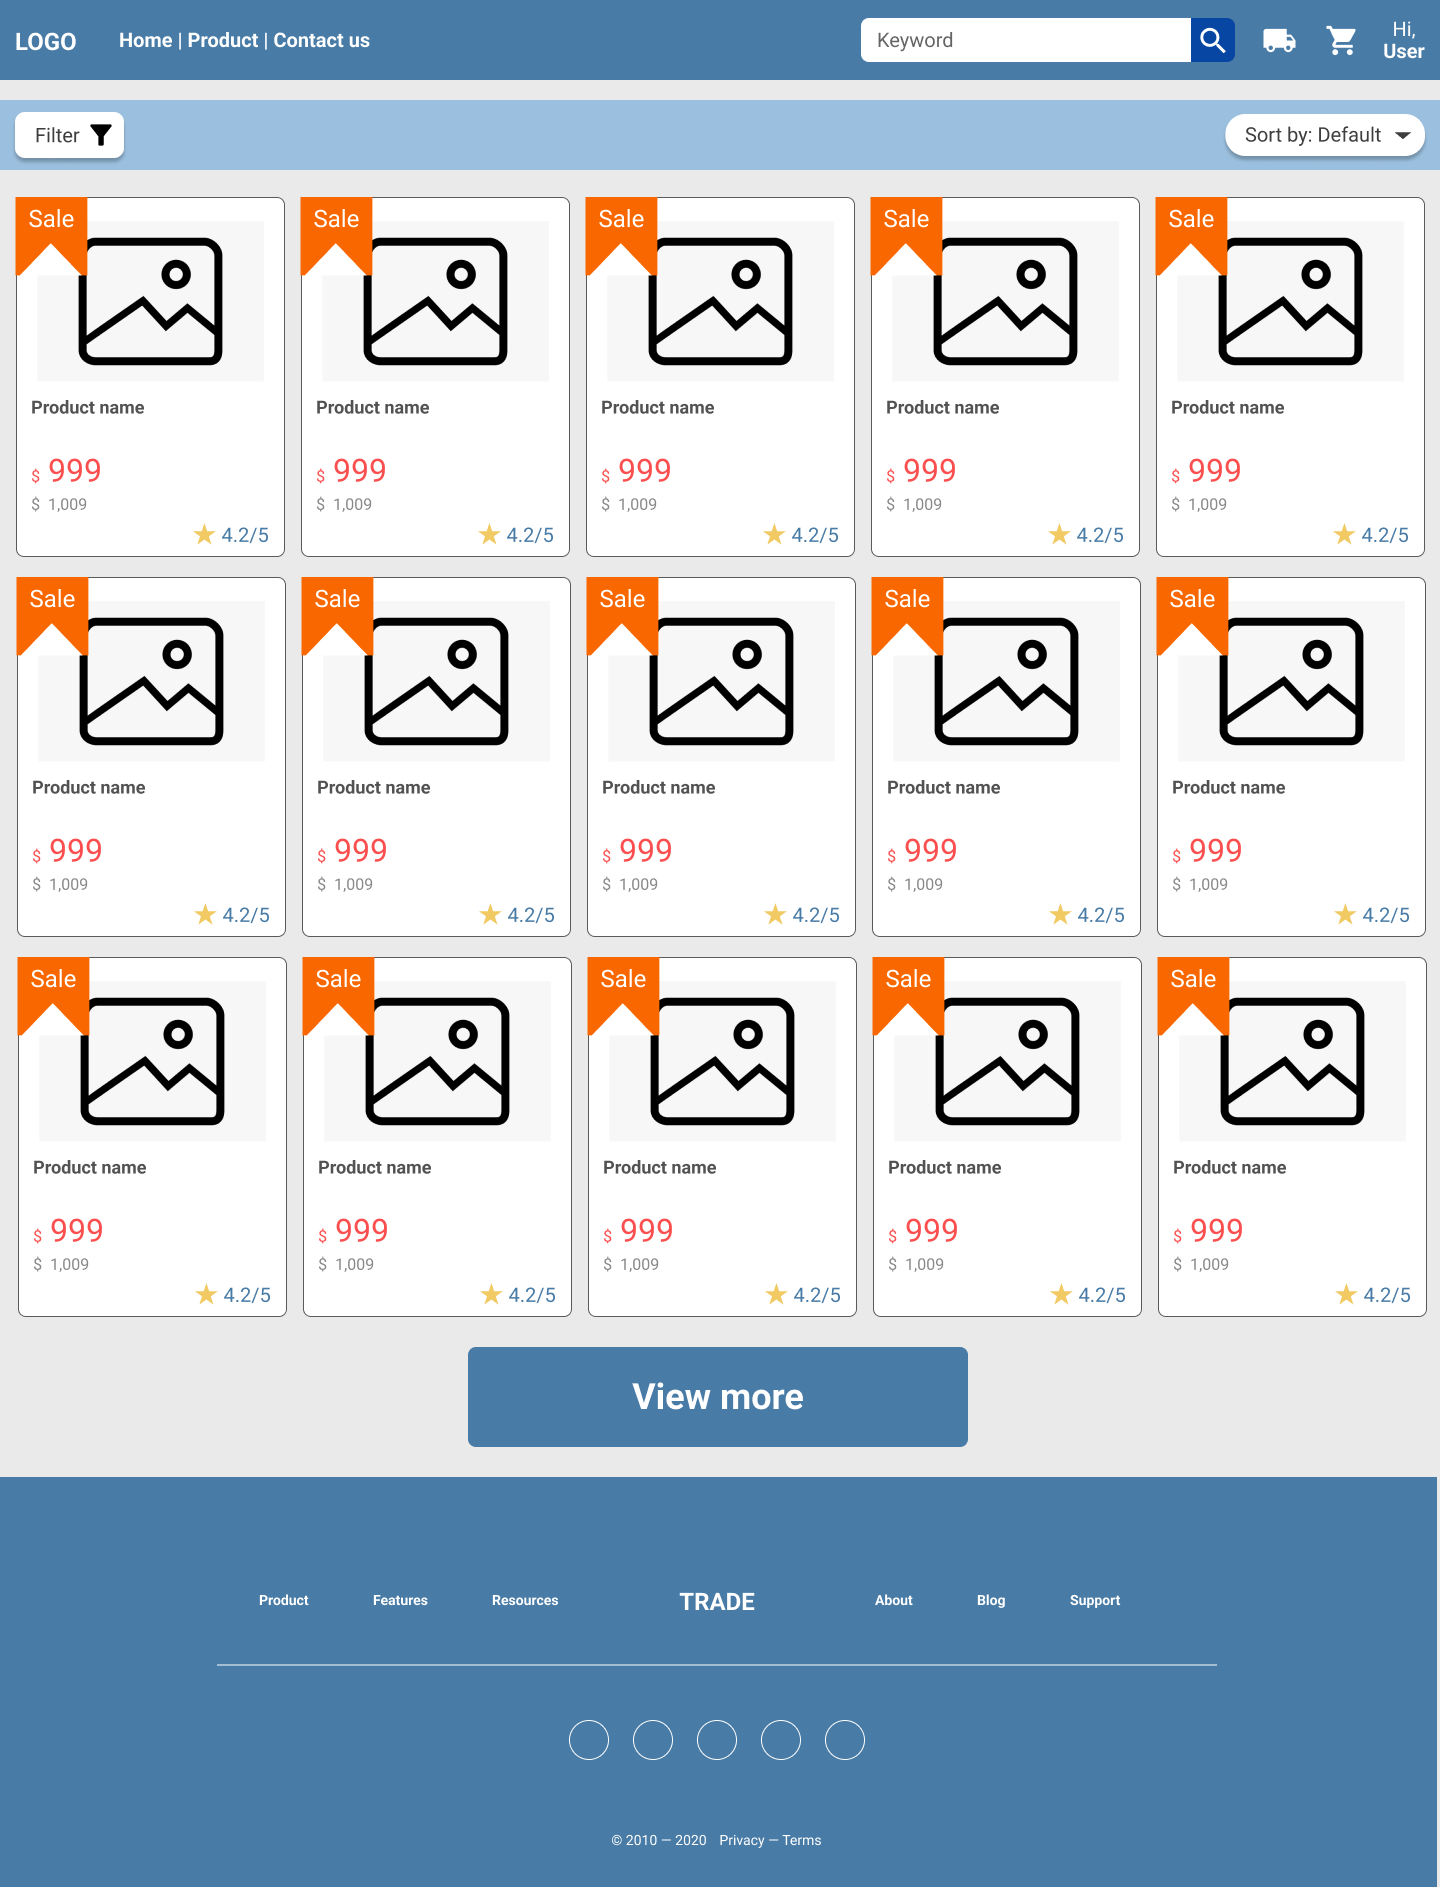 LOGO
Home | Product | Contact us
Keyword
Hi,
User
Filter
Sort by: Default
Sale
Sale
Sale
Sale
Sale
Product name
Product name
Product name
Product name
Product name
$ 999
$ 999
$ 999
$ 999
$ 999
$ 1,009
$ 1,009
$ 1,009
$ 1,009
$ 1,009
4.2/5
4.2/5
4.2/5
4.2/5
4.2/5
Sale
Sale
Sale
Sale
Sale
Product name
Product name
Product name
Product name
Product name
$ 999
$ 999
$ 999
$ 999
$ 999
$ 1,009
$ 1,009
$ 1,009
$ 1,009
$ 1,009
4.2/5
4.2/5
4.2/5
4.2/5
4.2/5
Sale
Sale
Sale
Sale
Sale
Product name
Product name
Product name
Product name
Product name
$ 999
$ 999
$ 999
$ 999
$ 999
$ 1,009
$ 1,009
$ 1,009
$ 1,009
$ 1,009
4.2/5
4.2/5
4.2/5
4.2/5
4.2/5
View more
Product
Features
Resources
TRADE
About
Blog
Support
© 2010 — 2020 Privacy — Terms